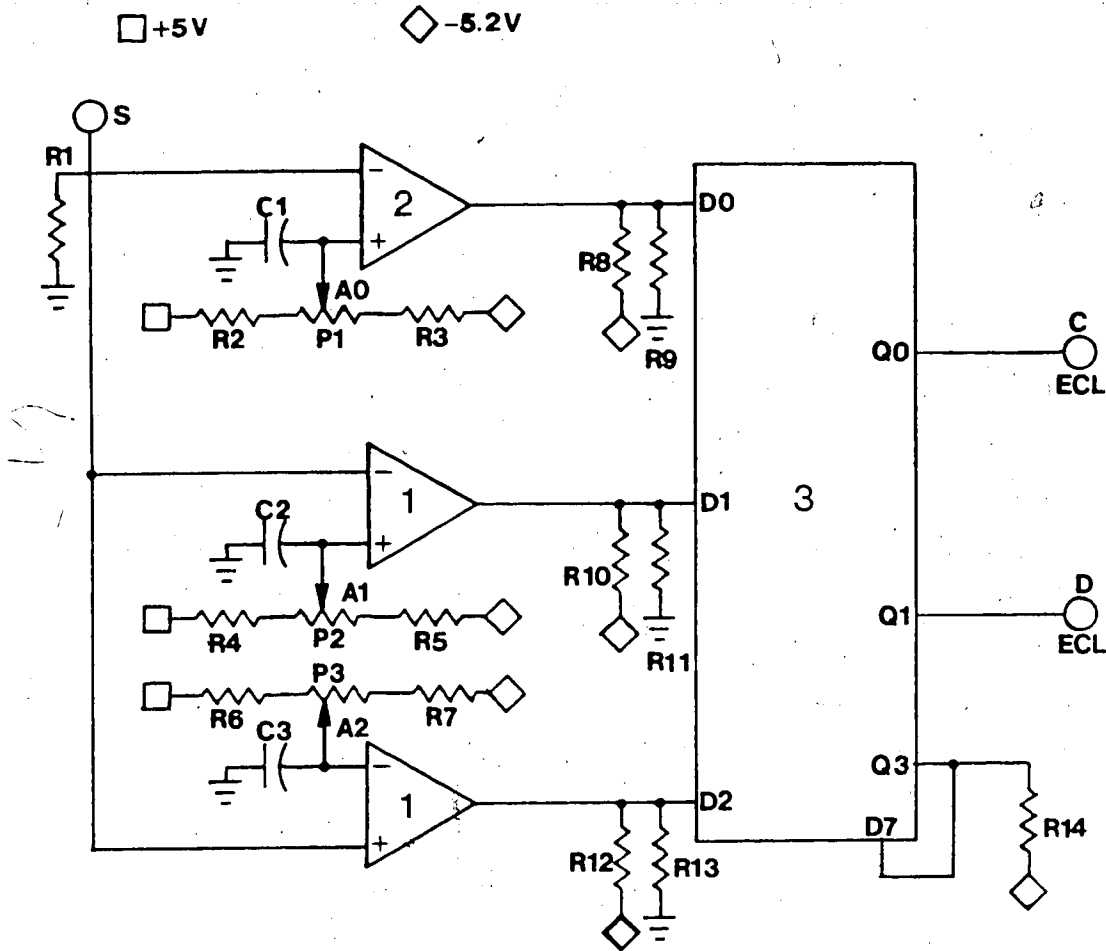 +5V
-5.2V
S
R1
2
C1
A0
R2
P1
R3
D0
R8
R9
Q0
C
ECL
1
C2
A1
R4
P2
R5
D1
R10
R11
3
Q1
D
ECL
P3
R6
R7
C3
A2
1
D2
R12
R13
Q3
D7
R14